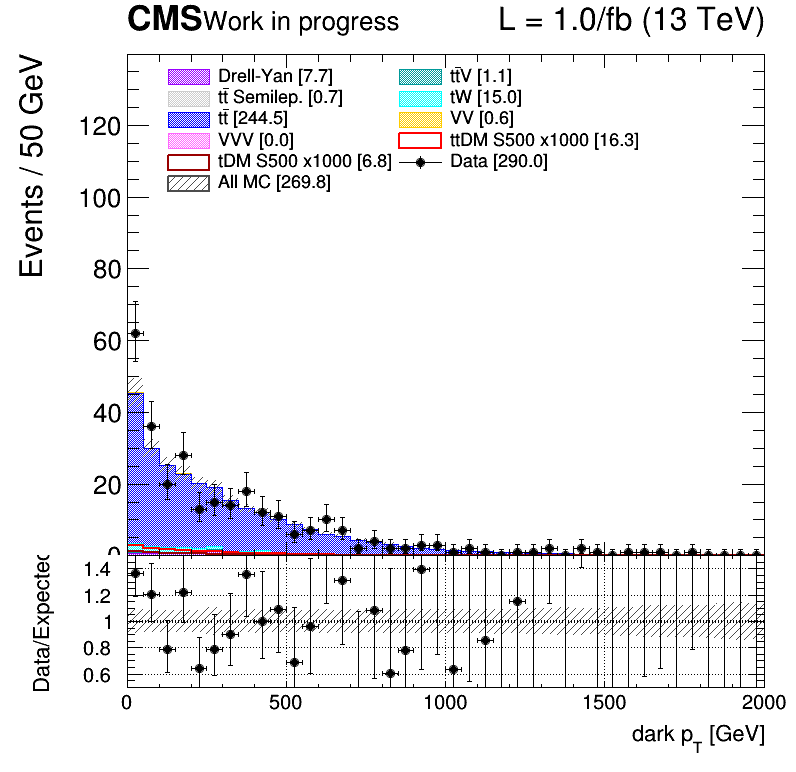 CMS Work in progress L = 1.0/fb (13 TeV)
Events / 50 GeV
Drell-Yan [7.7] tt̄V [1.1]
tt̄ Semilep. [0.7] tW [15.0]
tt̄ [244.5] VV [0.6]
VVV [0.0] ttDM S500 x1000 [16.3]
tDM S500 x1000 [6.8] Data [290.0]
All MC [269.8]
120
100
80
60
40
20
0
Data/Expected
1.4
1.2
1
0.8
0.6
0 500 1000 1500 2000
dark p_T [GeV]